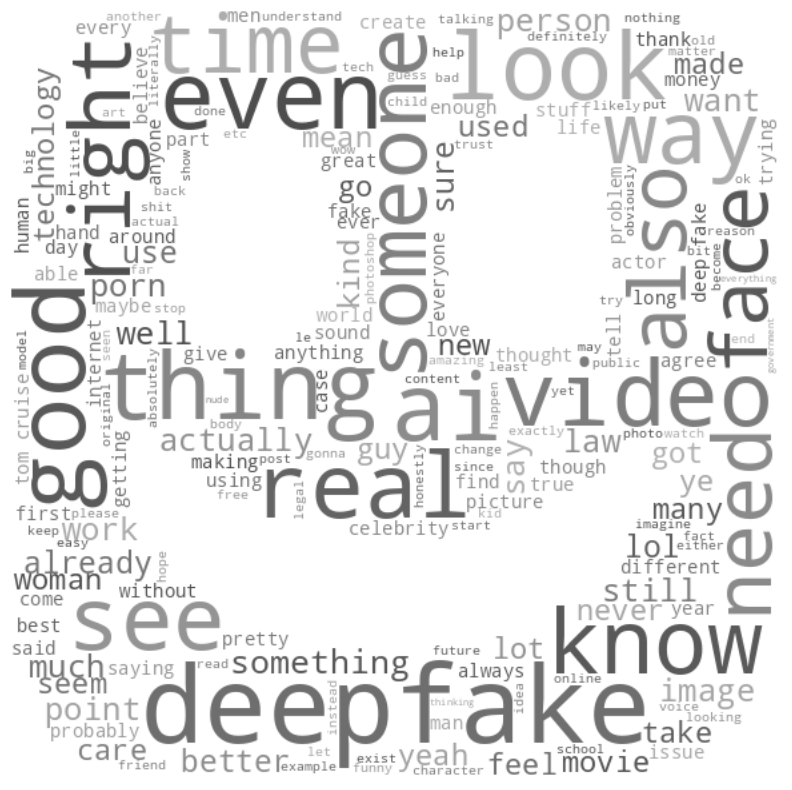 another
men
understand
create
talking
person
nothing
every
time
someone
look
definitely
thank
old
tech
help
matter
believe
literally
right
even
guess
bad
made
money
technology
art
done
child
enough
stuff
likely
put
want
way
anyone
part
etc
mean
used
life
trying
big
little
show
wow
great
trust
sure
also
problem
obviously
ok
human
might
back
go
shit
fake
actual
ever
photoshop
everyone
hand
day
around
face
reason
deep fake
bit
become
able
use
far
kind
actor
everything
good
porn
world
try
long
maybe
stop
sound
love
tell
end
government
internet
well
le
new
may
thought
public
model
seen
give
anything
amazing
least
agree
tom cruise
original
absolutely
thing
case
content
ai
happen
yet
video
need
nude
body
actually
guy
exactly
say
law
photo
watch
getting
making
post
gonna
change
though
got
using
real
honestly
since
find
true
free
legal
picture
ye
first
please
kid
many
keep
work
celebrity
start
imagine
easy
lol
fact
either
already
hope
different
woman
without
still
come
see
never
year
best
know
said
pretty
future
lot
much
saying
read
something
always
online
seem
idea
image
point
instead
deepfake
thinking
man
voice
looking
probably
take
care
let
exist
yeah
school
issue
better
feel
movie
friend
example
funny
character